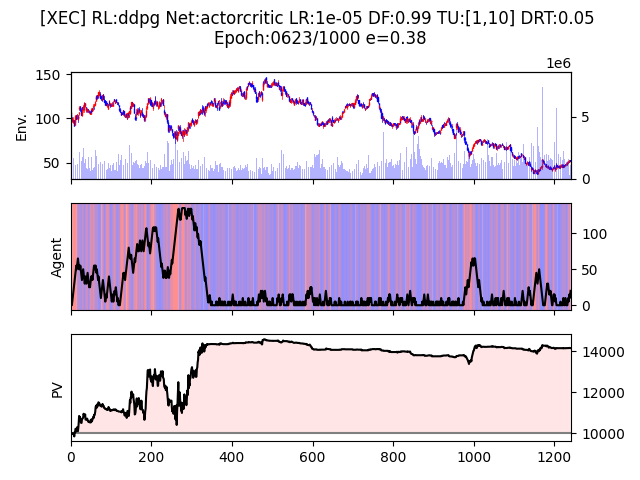 [XEC] RL:ddpg Net:actorcritic LR:1e-05 DF:0.99 TU:[1,10] DRT:0.05
Epoch:0623/1000 e=0.38
1e6
150
100
50
Env.
5
0
Agent
100
50
0
PV
14000
12000
10000
0 200 400 600 800 1000 1200